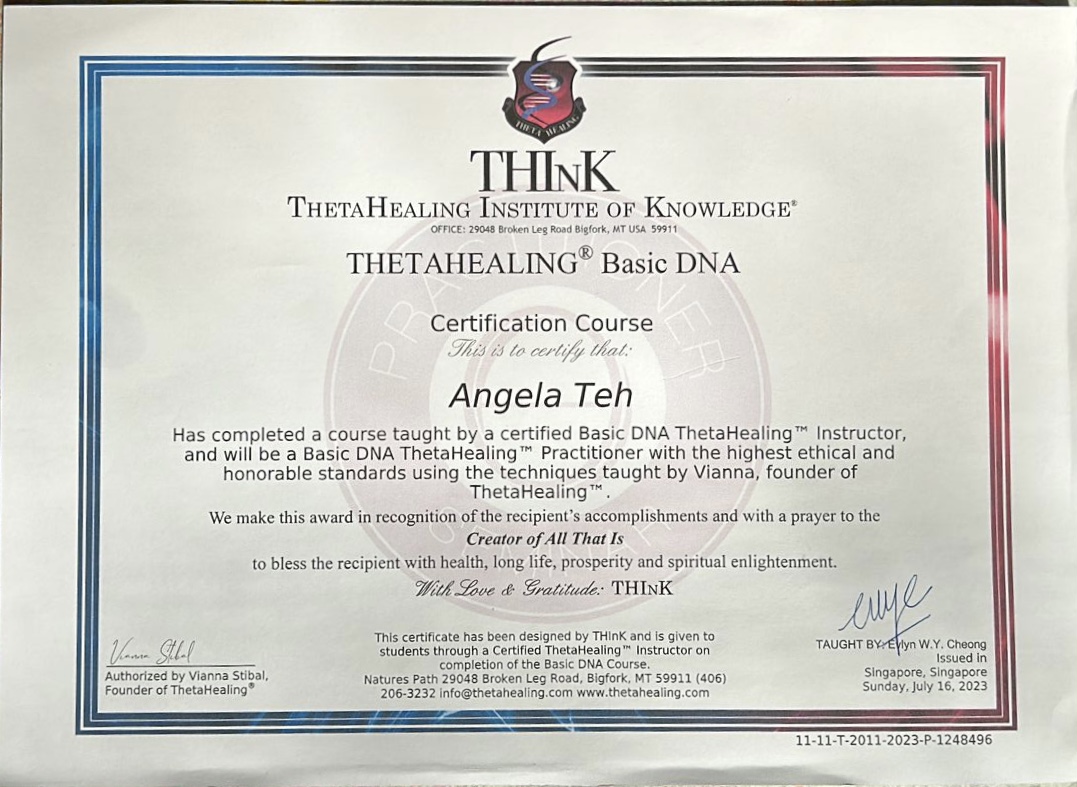 THETA HEALING
THInK
THETAHEALING INSTITUTE OF KNOWLEDGE®
OFFICE: 29048 Broken Leg Road Bigfork, MT USA 59911
THETAHEALING® Basic DNA
PRACTITIONER
Certification Course
This is to certify that:
Angela Teh
Has completed a course taught by a certified Basic DNA ThetaHealing™ Instructor,
and will be a Basic DNA ThetaHealing™ Practitioner with the highest ethical and
honorable standards using the techniques taught by Vianna, founder of
ThetaHealing™.
We make this award in recognition of the recipient's accomplishments and with a prayer to the
Creator of All That Is
to bless the recipient with health, long life, prosperity and spiritual enlightenment.
With Love & Gratitude: THInK
Vianna Stibal
Authorized by Vianna Stibal,
Founder of ThetaHealing®
This certificate has been designed by THInK and is given to
students through a Certified ThetaHealing™ Instructor on
completion of the Basic DNA Course.
Natures Path 29048 Broken Leg Road, Bigfork, MT 59911 (406)
206-3232 info@thetahealing.com www.thetahealing.com
TAUGHT BY: Evlyn W.Y. Cheong
Issued in
Singapore, Singapore
Sunday, July 16, 2023
11-11-T-2011-2023-P-1248496